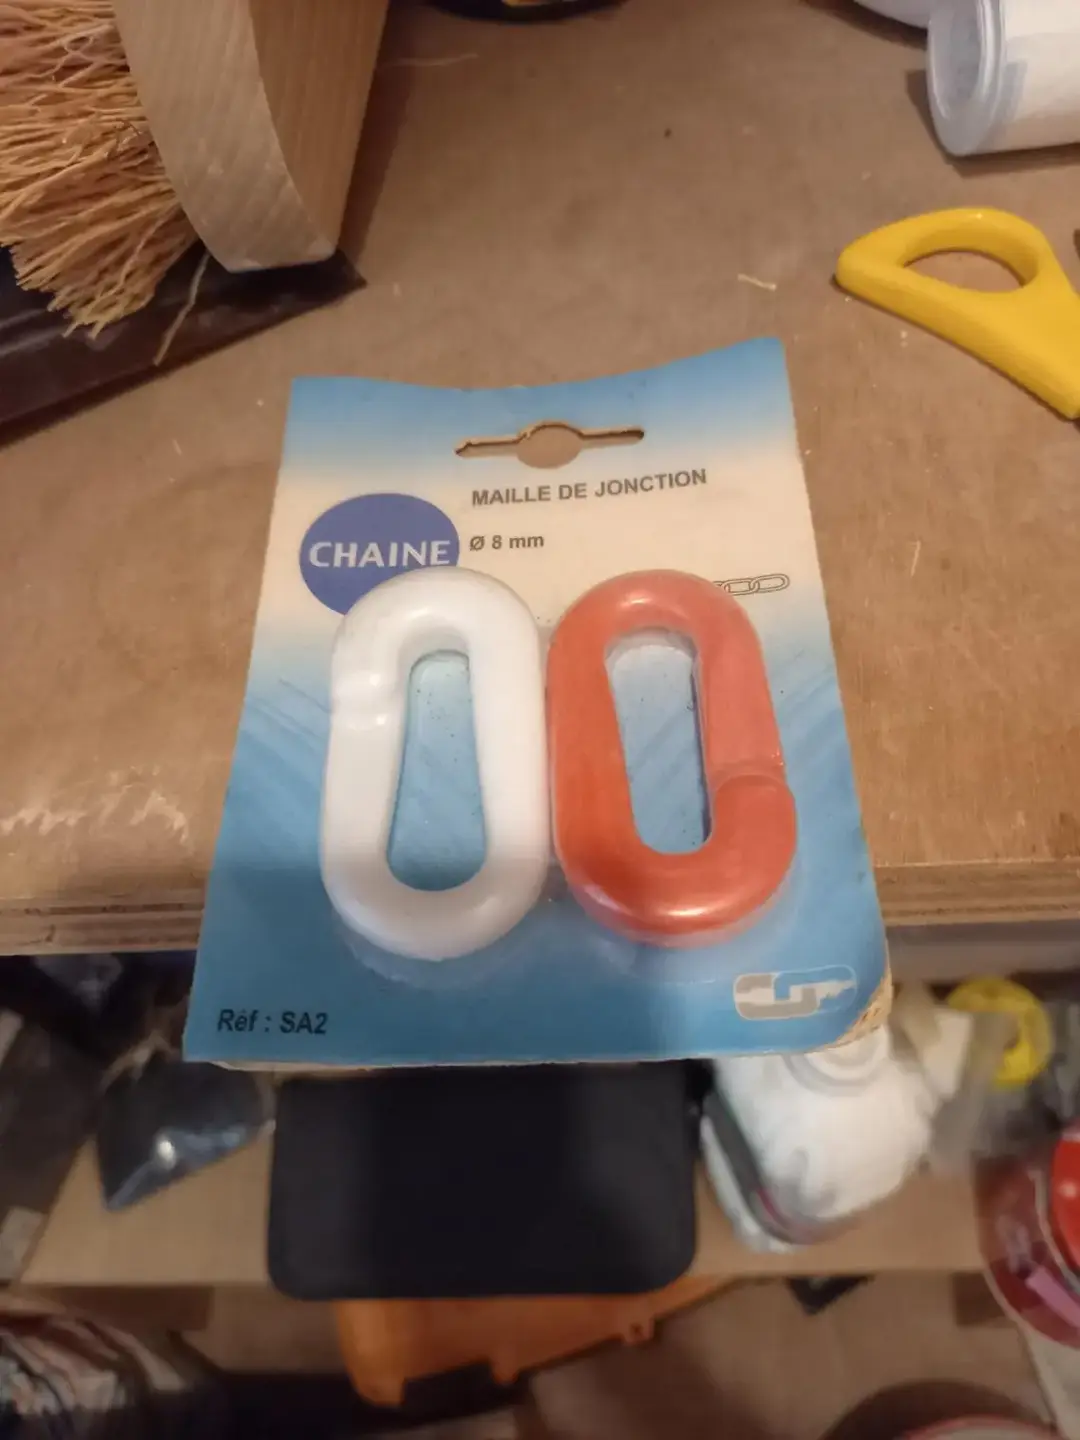 MAILLE DE JONCTION
CHAINE
Ø 8 mm
Réf : SA2